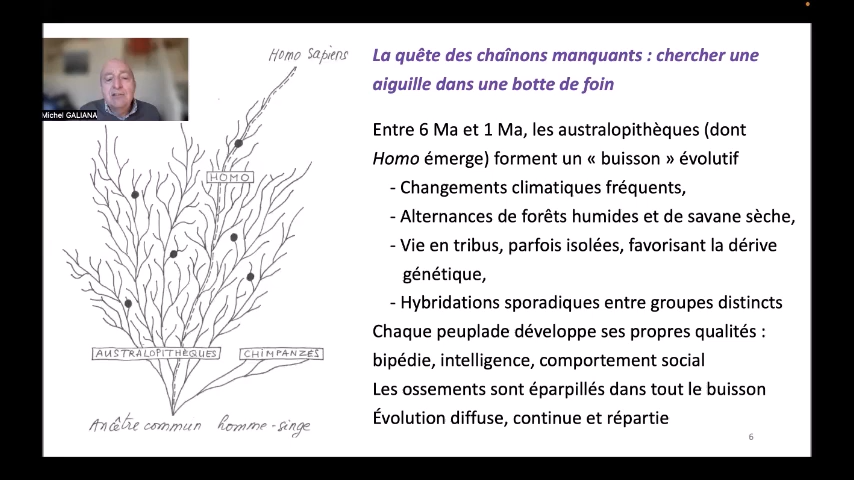 Homo Sapiens
Michel GALIANA
HOMO
AUSTRALOPITHÈQUES
CHIMPANZÉS
Ancêtre commun homme-singe
La quête des chaînons manquants : chercher une
aiguille dans une botte de foin
Entre 6 Ma et 1 Ma, les australopithèques (dont
Homo émerge) forment un « buisson » évolutif
- Changements climatiques fréquents,
- Alternances de forêts humides et de savane sèche,
- Vie en tribus, parfois isolées, favorisant la dérive
génétique,
- Hybridations sporadiques entre groupes distincts
Chaque peuplade développe ses propres qualités :
bipédie, intelligence, comportement social
Les ossements sont éparpillés dans tout le buisson
Évolution diffuse, continue et répartie
6